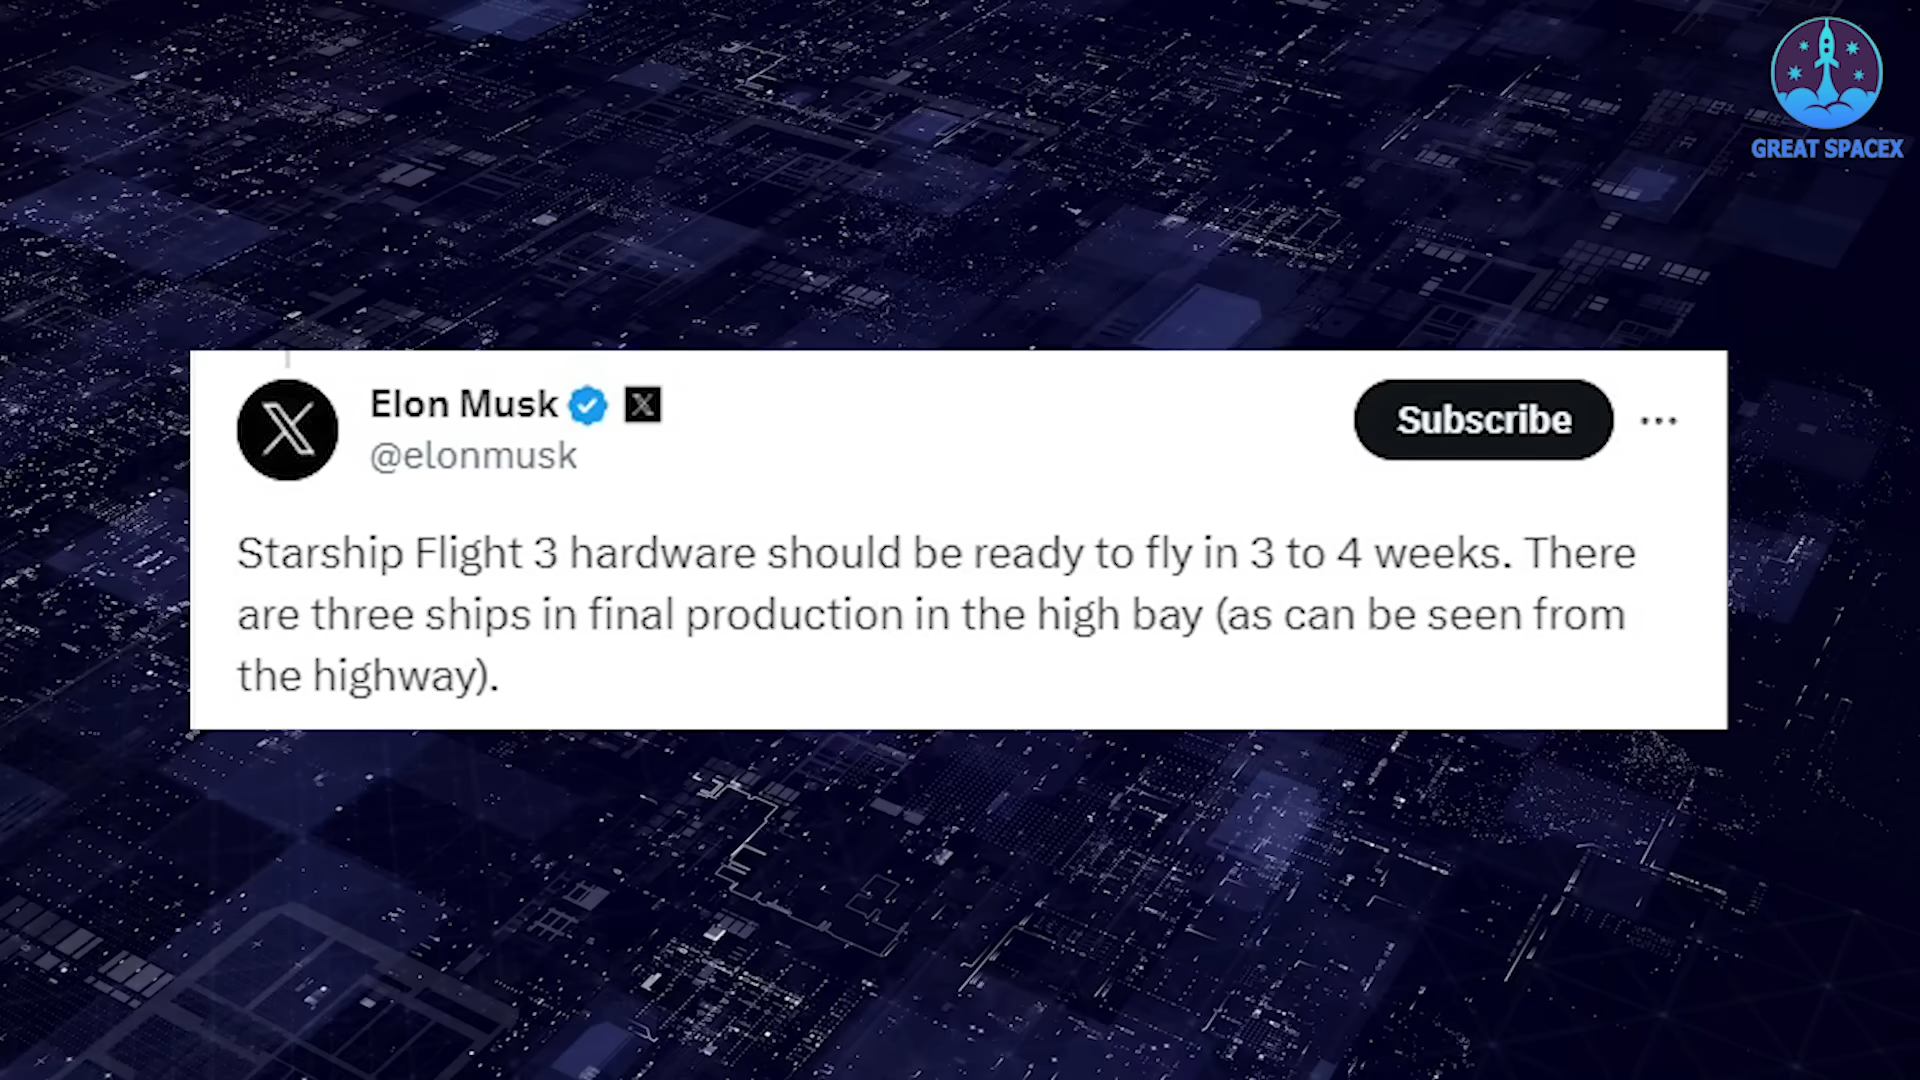 GREAT SPACEX
Elon Musk
@elonmusk
Subscribe
Starship Flight 3 hardware should be ready to fly in 3 to 4 weeks. There
are three ships in final production in the high bay (as can be seen from
the highway).